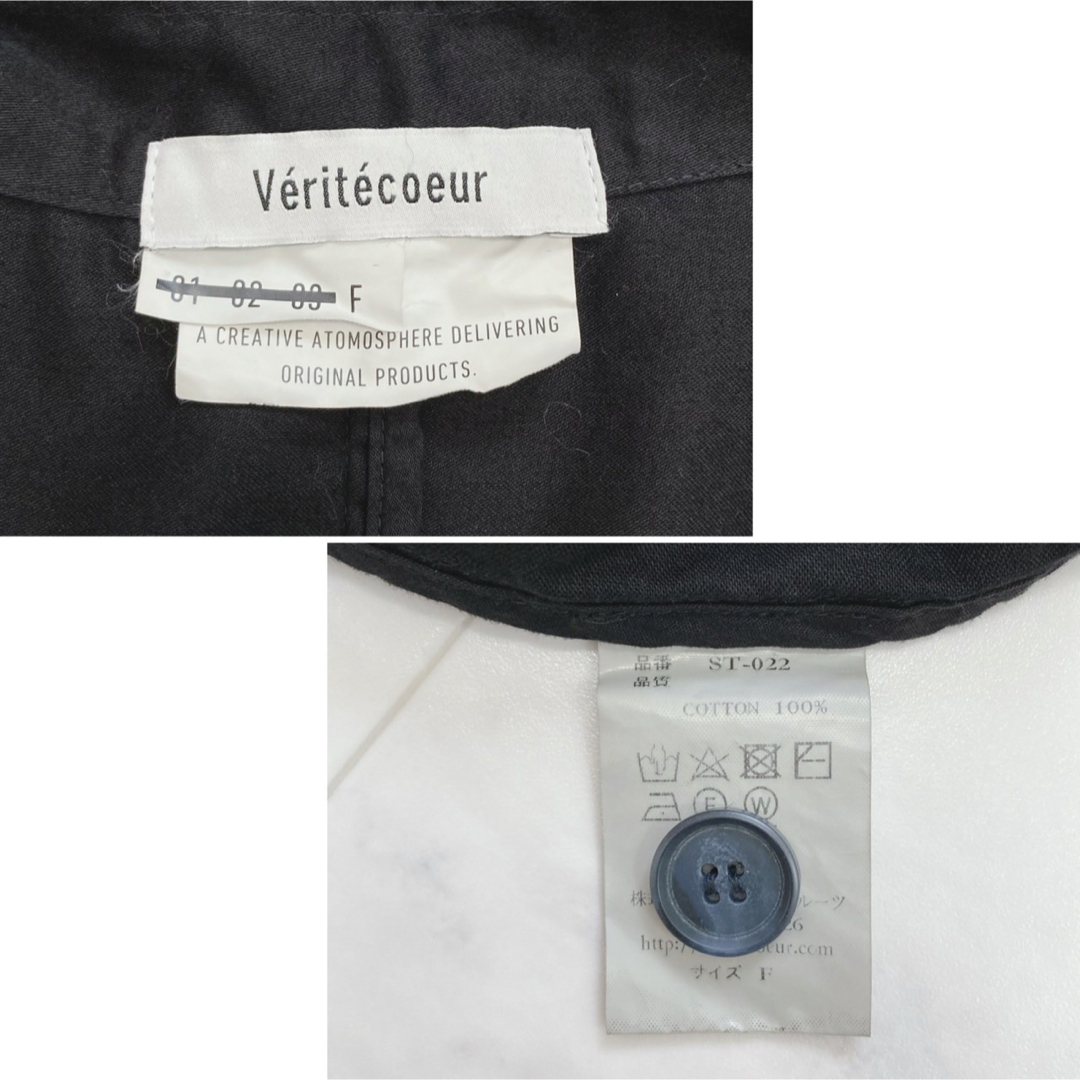 Véritécoeur
01 02 03 F
A CREATIVE ATOMOSPHERE DELIVERING
ORIGINAL PRODUCTS.
品番 ST-022
品質
COTTON 100%
F W
ルーツ
26
http:/
eur.com
サイズ F